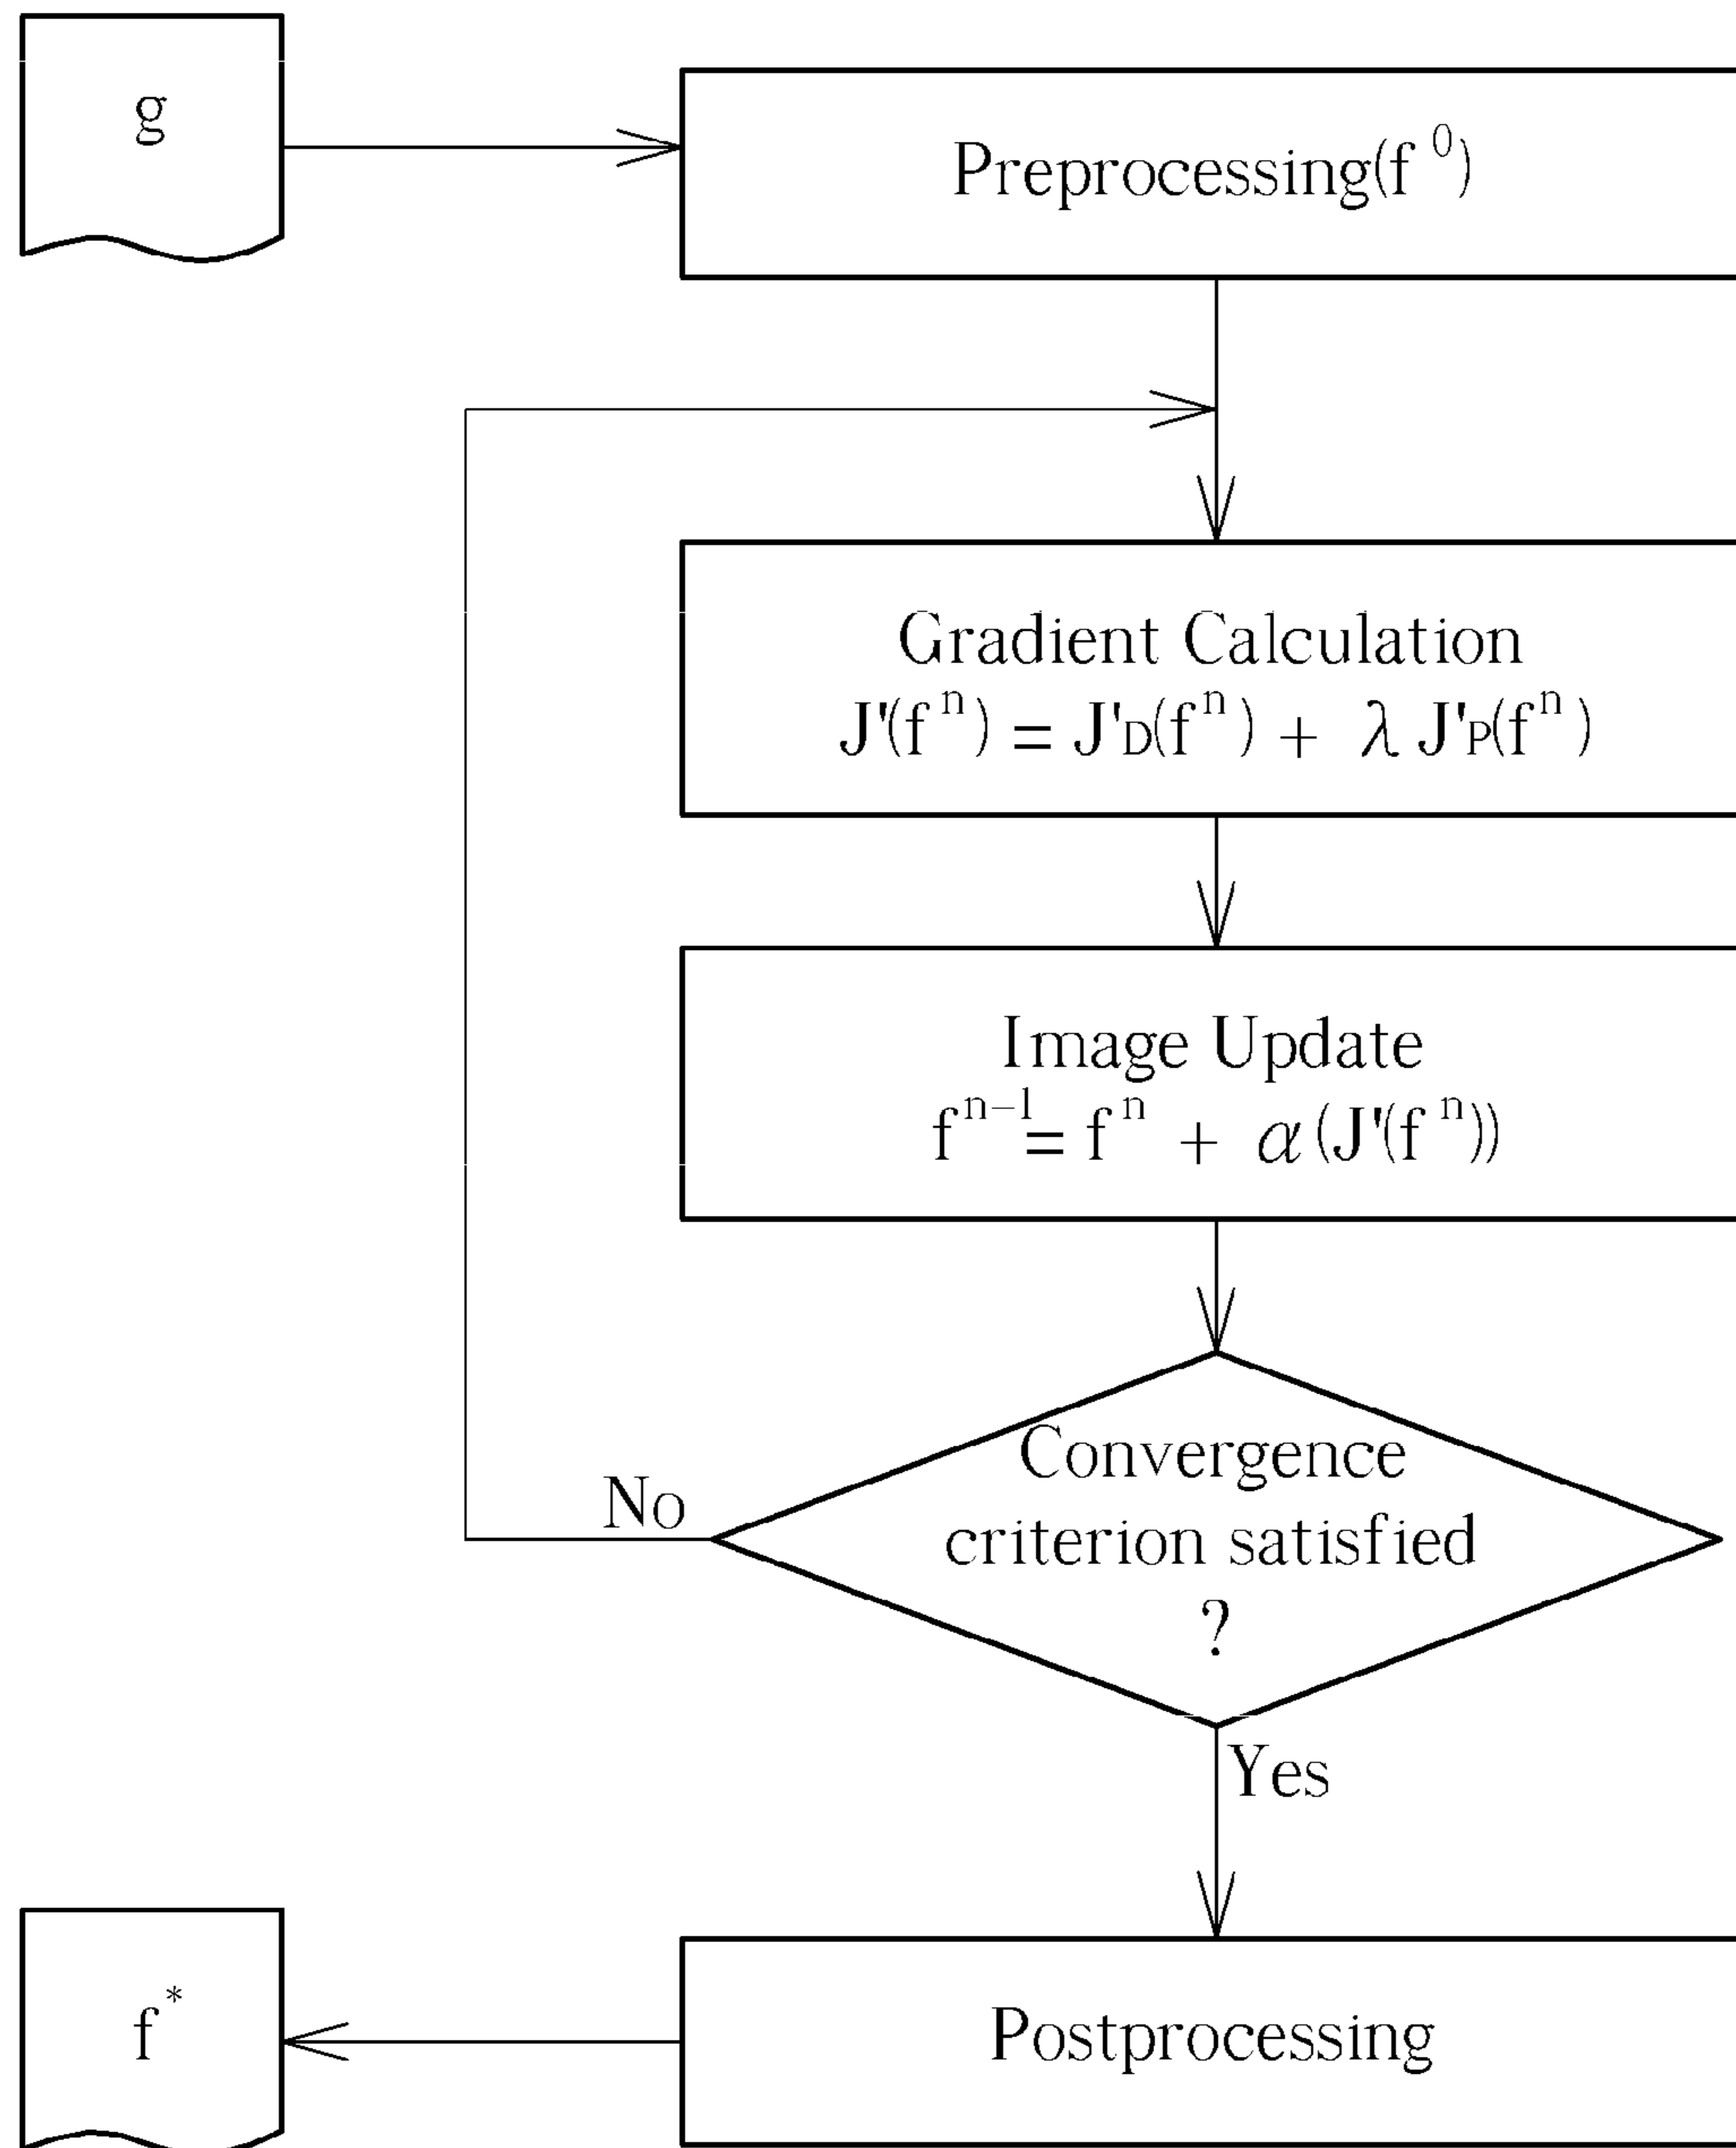 g
Preprocessing(f⁰)
Gradient Calculation
J'(fⁿ) = J'D(fⁿ) + λ J'P(fⁿ)
Image Update
fⁿ⁻¹= fⁿ + α (J'(fⁿ))
Convergence
criterion satisfied
?
No
Yes
Postprocessing
f*